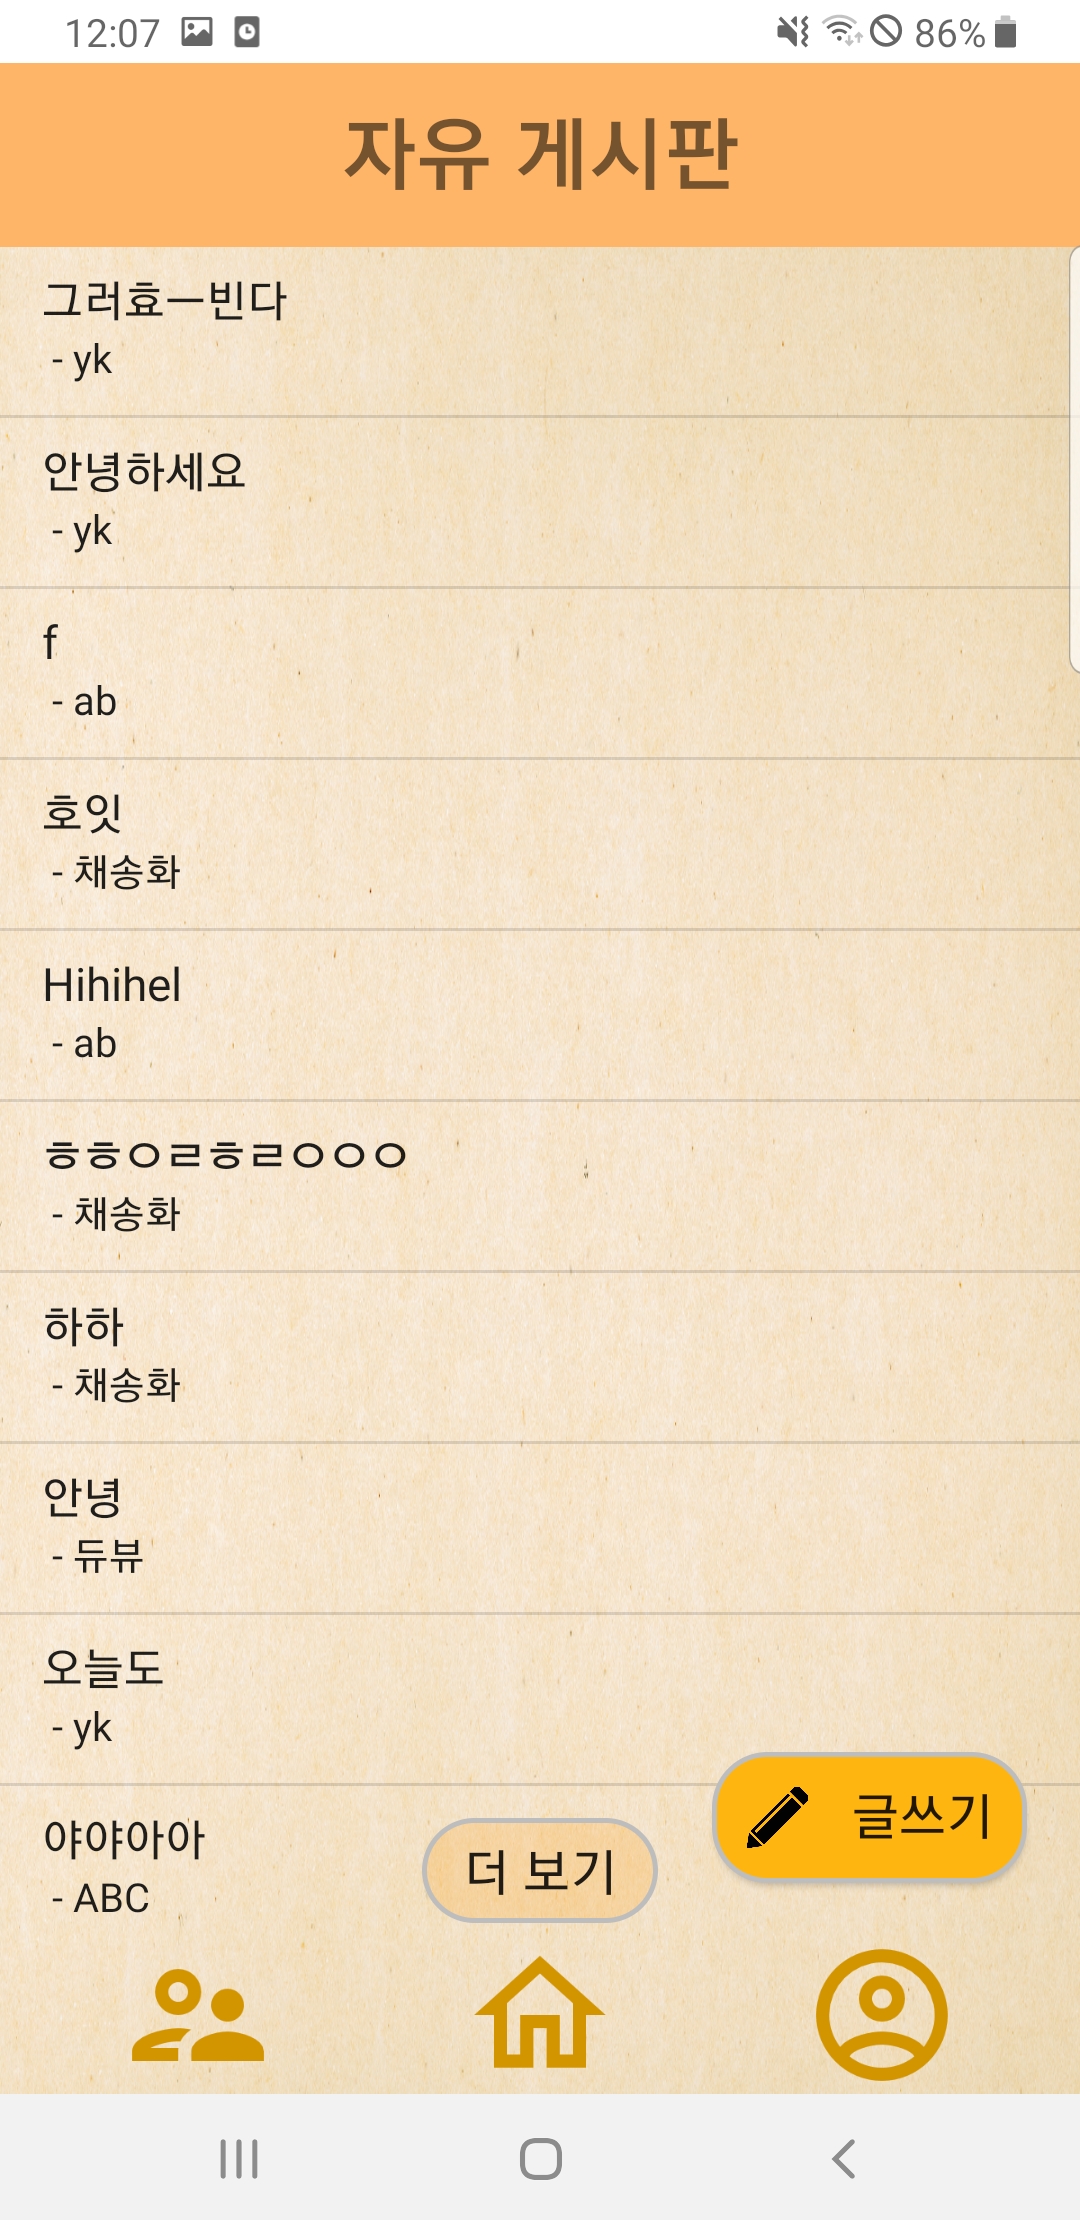 12:07
86%
자유 게시판
그러효ㅡ빈다
- yk
안녕하세요
- yk
f
- ab
호잇
- 채송화
Hihihel
- ab
ㅎㅎㅇㄹㅎㄹㅇㅇㅇ
- 채송화
하하
- 채송화
안녕
- 듀뷰
오늘도
- yk
글쓰기
야야아아
- ABC
더 보기